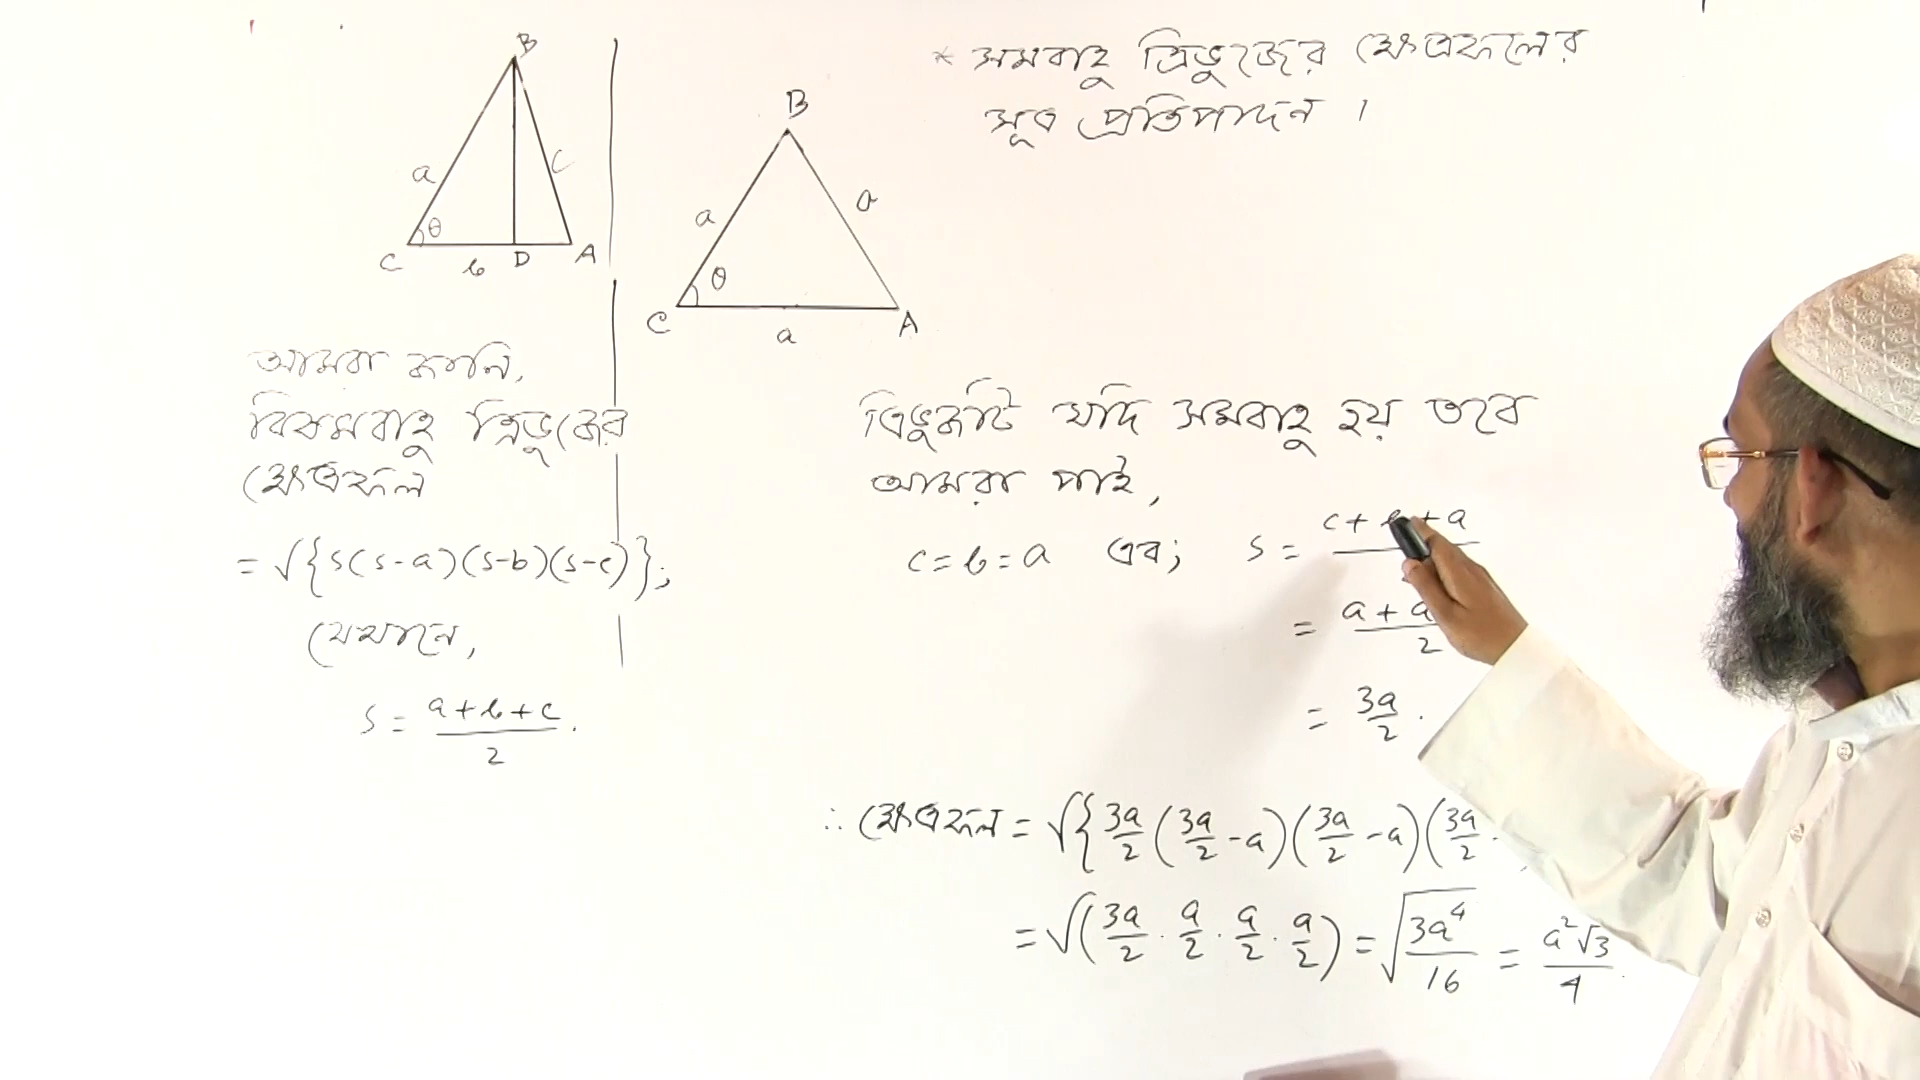 * সমবাহু ত্রিভুজের ক্ষেত্রফলের
সূত্র প্রতিপাদন ।
B
a
c
θ
C
b
D
A
B
a
a
θ
C
a
A
আমরা জানি,
বিষমবাহু ত্রিভুজের
ক্ষেত্রফল
= √{s(s-a)(s-b)(s-c)};
যেখানে,
s = a+b+c / 2 .
ত্রিভুজটি যদি সমবাহু হয় তবে
আমরা পাই,
c = b = a এবং s = c+b+a
= a + a / 2
= 3a/2 .
∴ ক্ষেত্রফল = √{3a/2 (3a/2 - a)(3a/2 - a)(3a/2
= √(3a/2 . a/2 . a/2 . a/2) = √3a⁴/16 = a²√3/4 .